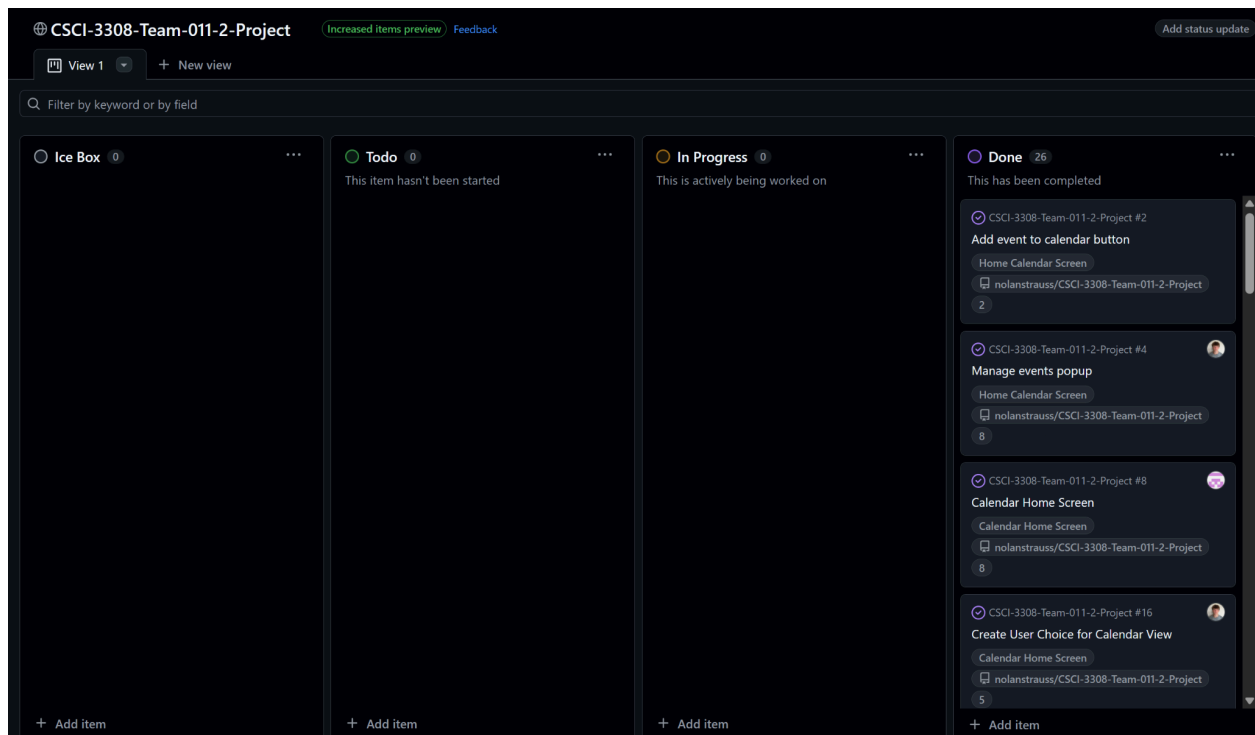 CSCI-3308-Team-011-2-Project Increased items preview Feedback Add status update
View 1 + New view
Filter by keyword or by field
Ice Box 0 ...
+ Add item
Todo 0 ...
This item hasn't been started
+ Add item
In Progress 0 ...
This is actively being worked on
+ Add item
Done 26 ...
This has been completed
CSCI-3308-Team-011-2-Project #2
Add event to calendar button
Home Calendar Screen
nolanstrauss/CSCI-3308-Team-011-2-Project
2
CSCI-3308-Team-011-2-Project #4
Manage events popup
Home Calendar Screen
nolanstrauss/CSCI-3308-Team-011-2-Project
8
CSCI-3308-Team-011-2-Project #8
Calendar Home Screen
Calendar Home Screen
nolanstrauss/CSCI-3308-Team-011-2-Project
8
CSCI-3308-Team-011-2-Project #16
Create User Choice for Calendar View
Calendar Home Screen
nolanstrauss/CSCI-3308-Team-011-2-Project
5
+ Add item